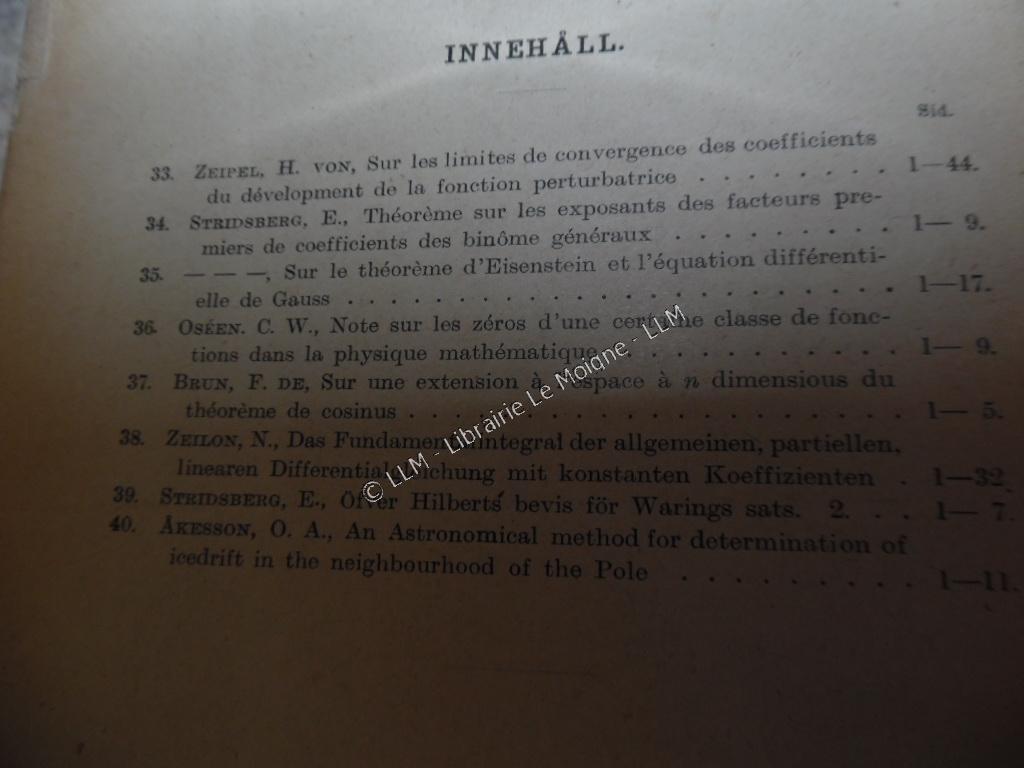 INNEHÅLL.
Sid.
33. ZEIPEL, H. VON, Sur les limites de convergence des coefficients
du dévelopment de la fonction perturbatrice . . . . . . . . 1—44.
34. STRIDSBERG, E., Théorème sur les exposants des facteurs pre-
miers de coefficients des binôme généraux . . . . . . . . . 1— 9.
35. — — —, Sur le théorème d'Eisenstein et l'équation différenti-
elle de Gauss . . . . . . . . . . . . . . . . . . . . . . 1—17.
36. OSÉEN. C. W., Note sur les zéros d'une certaine classe de fonc-
tions dans la physique mathématique . . . . . . . . . . . . 1— 9.
37. BRUN, F. DE, Sur une extension à l'espace à n dimensious du
théorème de cosinus . . . . . . . . . . . . . . . . . . . . 1— 5.
38. ZEILON, N., Das Fundamentalintegral der allgemeinen, partiellen,
linearen Differentialgleichung mit konstanten Koeffizienten . 1—32.
39. STRIDSBERG, E., Öfver Hilberts bevis för Warings sats. 2. . . 1— 7.
40. ÅKESSON, O. A., An Astronomical method for determination of
icedrift in the neighbourhood of the Pole . . . . . . . . . 1—11.
© LLM - Librairie Le Moigne - LLM